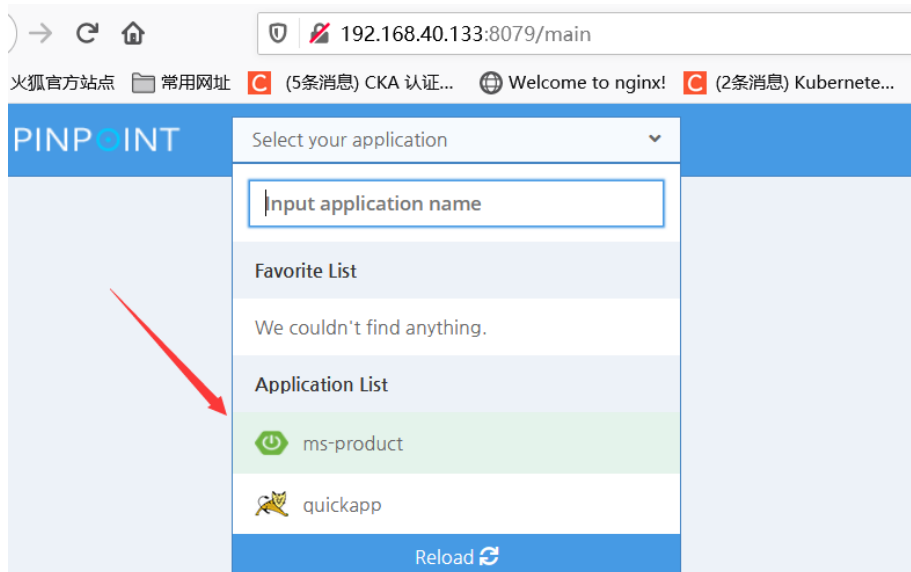 192.168.40.133:8079/main
火狐官方站点 常用网址 (5条消息) CKA 认证... Welcome to nginx! (2条消息) Kubernete...
PINPOINT Select your application
Input application name
Favorite List
We couldn't find anything.
Application List
ms-product
quickapp
Reload